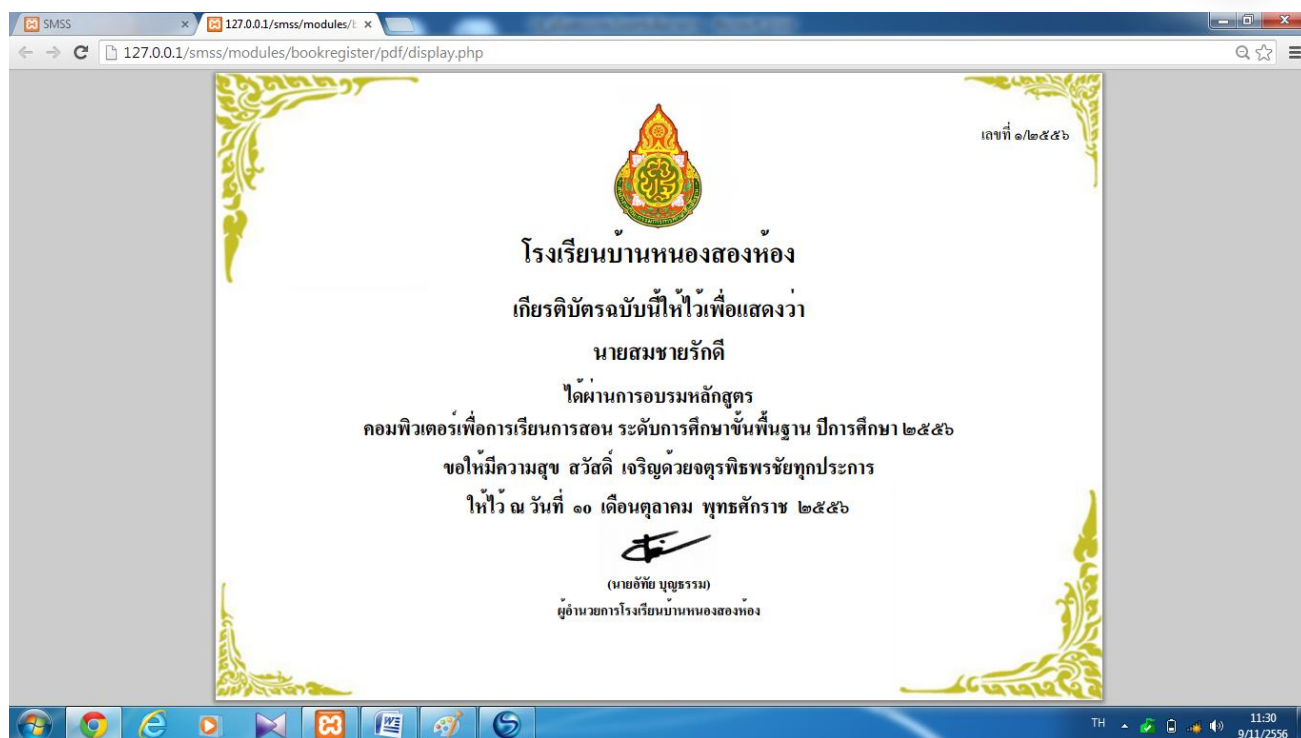 SMSS
127.0.0.1/smss/modules/b
127.0.0.1/smss/modules/bookregister/pdf/display.php
เลขที่ ๑/๒๕๕๖
โรงเรียนบ้านหนองสองห้อง
เกียรติบัตรฉบับนี้ให้ไว้เพื่อแสดงว่า
นายสมชายรักดี
ได้ผ่านการอบรมหลักสูตร
คอมพิวเตอร์เพื่อการเรียนการสอน ระดับการศึกษาขั้นพื้นฐาน ปีการศึกษา ๒๕๕๖
ขอให้มีความสุข สวัสดิ์ เจริญด้วยจตุรพิธพรชัยทุกประการ
ให้ไว้ ณ วันที่ ๑๐ เดือนตุลาคม พุทธศักราช ๒๕๕๖
(นายอัทัย บุญธรรม)
ผู้อำนวยการโรงเรียนบ้านหนองสองห้อง
TH
11:30
9/11/2556